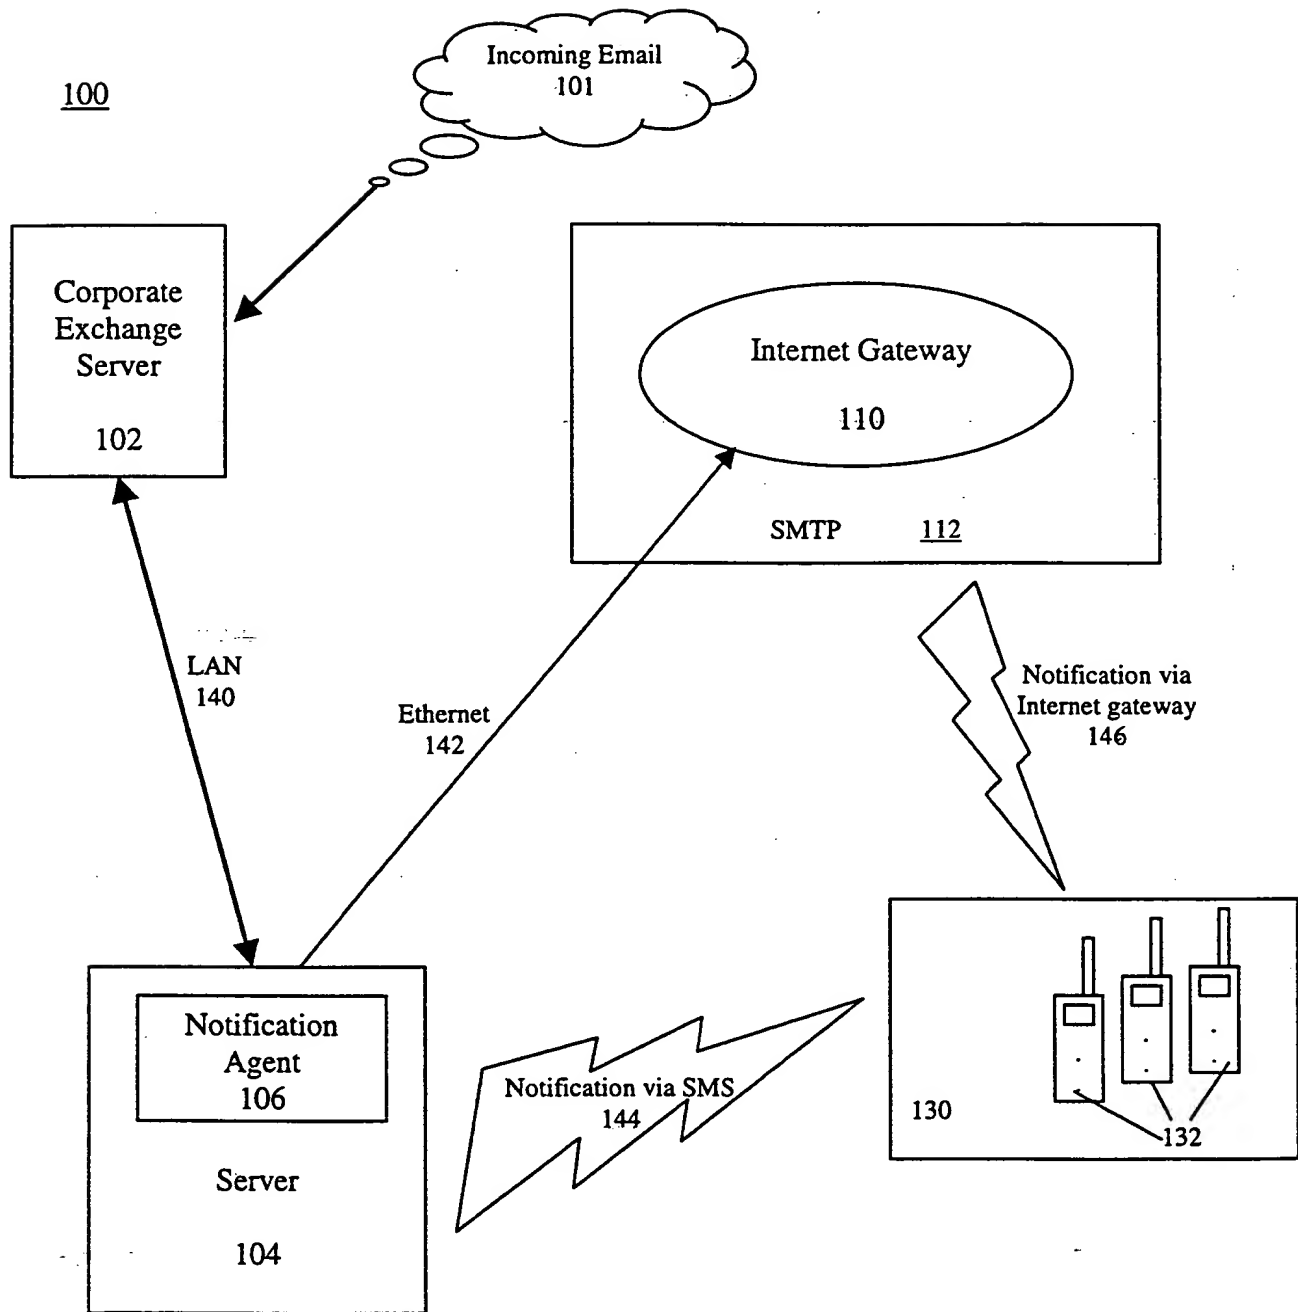 Incoming Email
101
100
Corporate
Exchange
Server
102
Internet Gateway
110
SMTP 112
LAN
140
Ethernet
142
Notification via
Internet gateway
146
Notification
Agent
106
Server
104
Notification via SMS
144
130
132